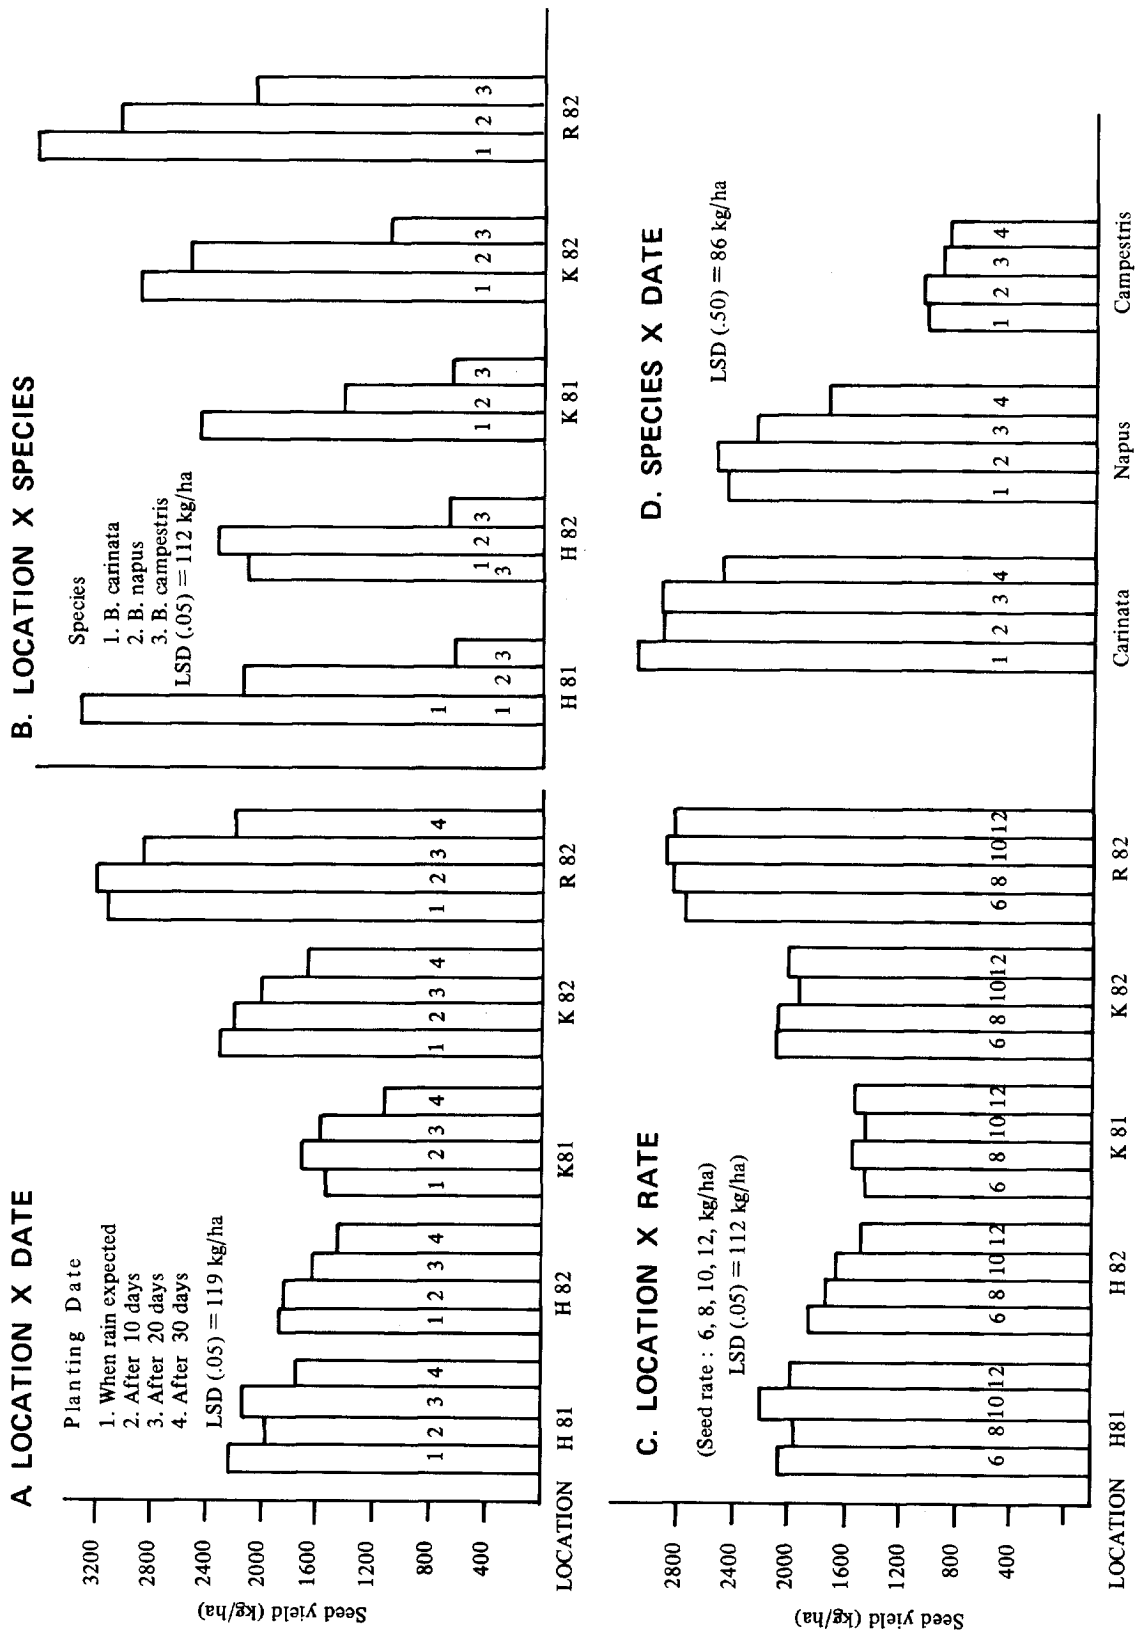 A LOCATION X DATE
Planting Date
1. When rain expected
2. After 10 days
3. After 20 days
4. After 30 days
LSD (.05) = 119 kg/ha
Seed yield (kg/ha)
3200
2800
2400
2000
1600
1200
800
400
1 2 3 4
1 2 3 4
1 2 3 4
1 2 3 4
1 2 3 4
LOCATION H 81 H 82 K81 K 82 R 82
B. LOCATION X SPECIES
Species
1. B. carinata
2. B. napus
3. B. campestris
LSD (.05) = 112 kg/ha
1 1 2 3
1 3 2 3
1 2 3
1 2 3
1 2 3
H 81 H 82 K 81 K 82 R 82
C. LOCATION X RATE
(Seed rate : 6, 8, 10, 12, kg/ha)
LSD (.05) = 112 kg/ha)
Seed yield (kg/ha)
2800
2400
2000
1600
1200
800
400
6 8 10 12
6 8 10 12
6 8 10 12
6 8 10 12
6 8 10 12
LOCATION H81 H 82 K 81 K 82 R 82
D. SPECIES X DATE
LSD (.50) = 86 kg/ha
1 2 3 4
1 2 3 4
1 2 3 4
Carinata Napus Campestris